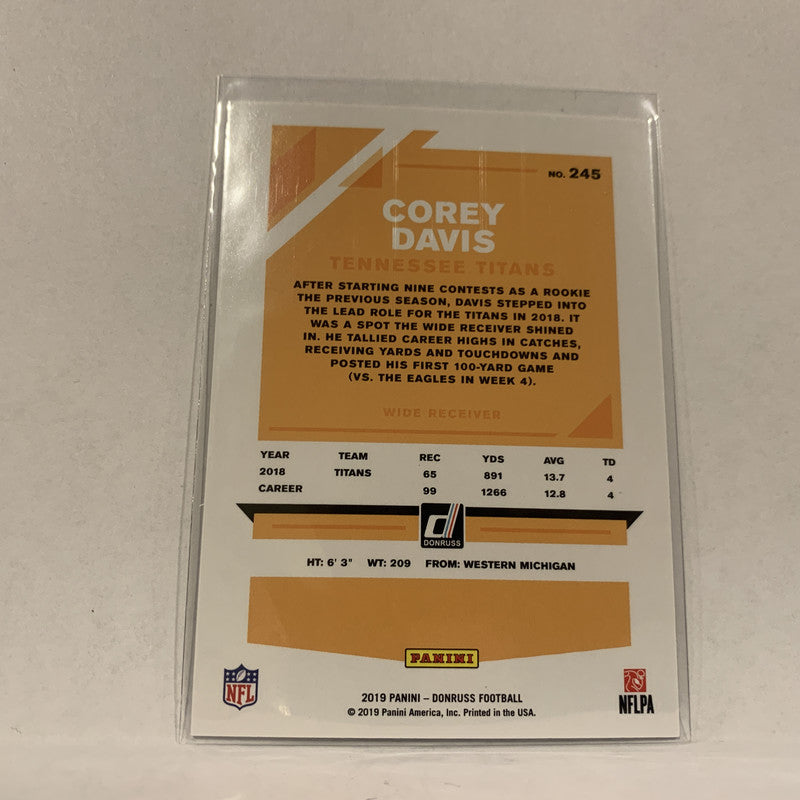 NO. 245
COREY
DAVIS
TENNESSEE TITANS
AFTER STARTING NINE CONTESTS AS A ROOKIE
THE PREVIOUS SEASON, DAVIS STEPPED INTO
THE LEAD ROLE FOR THE TITANS IN 2018. IT
WAS A SPOT THE WIDE RECEIVER SHINED
IN. HE TALLIED CAREER HIGHS IN CATCHES,
RECEIVING YARDS AND TOUCHDOWNS AND
POSTED HIS FIRST 100-YARD GAME
(VS. THE EAGLES IN WEEK 4).
WIDE RECEIVER
YEAR TEAM REC YDS AVG TD
2018 TITANS 65 891 13.7 4
CAREER 99 1266 12.8 4
d
DONRUSS
HT: 6' 3" WT: 209 FROM: WESTERN MICHIGAN
PANINI
NFL
2019 PANINI – DONRUSS FOOTBALL
© 2019 Panini America, Inc. Printed in the USA.
NFLPA